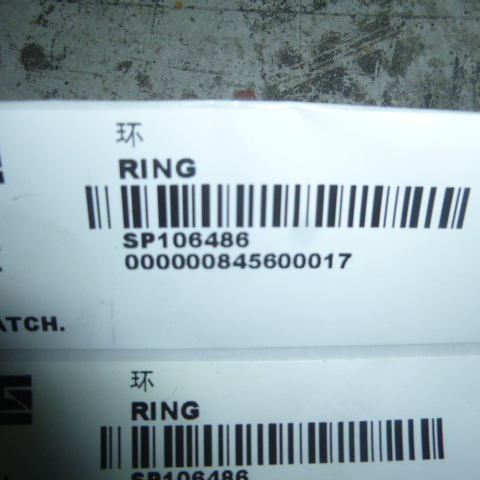 环
RING
SP106486
000000845600017
ATCH.
环
RING
SP106486